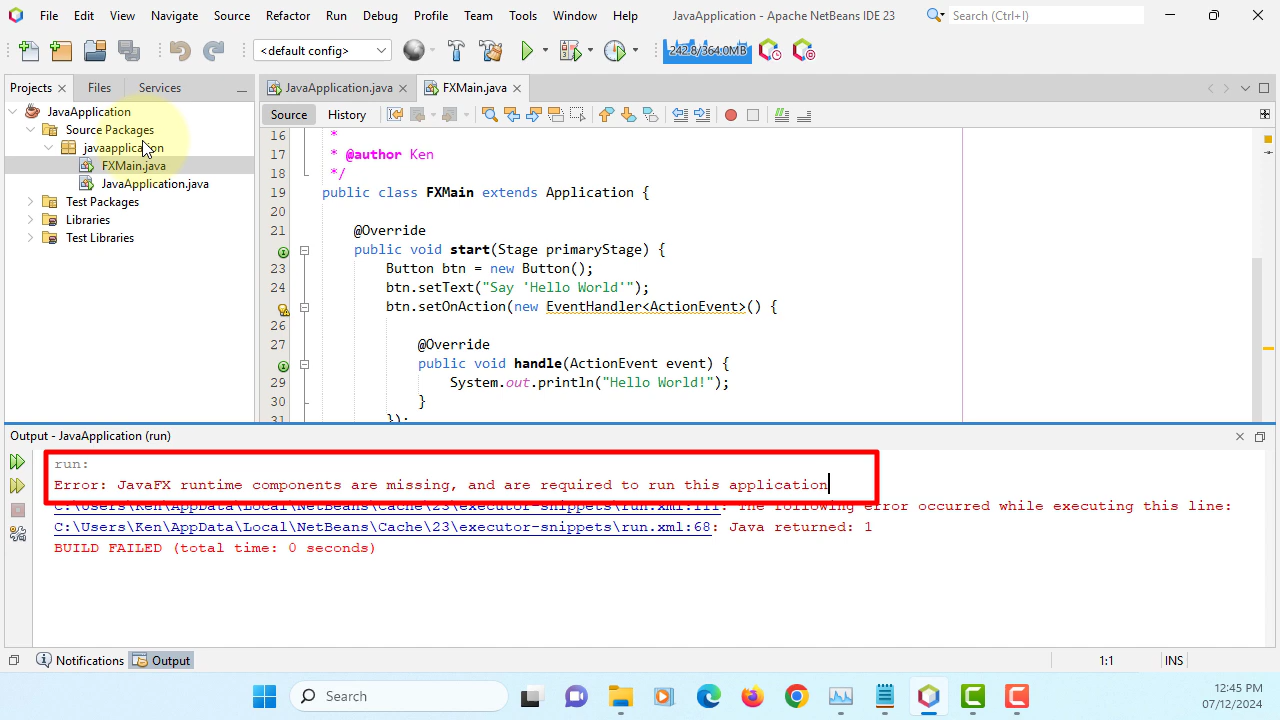 File Edit View Navigate Source Refactor Run Debug Profile Team Tools Window Help JavaApplication - Apache NetBeans IDE 23 Search (Ctrl+I)
<default config> 242.8/364.0MB
Projects Files Services
JavaApplication.java FXMain.java
Source History
JavaApplication
Source Packages
javaapplication
FXMain.java
JavaApplication.java
Test Packages
Libraries
Test Libraries
16 *
17 * @author Ken
18 */
19 public class FXMain extends Application {
20
21 @Override
public void start(Stage primaryStage) {
23 Button btn = new Button();
24 btn.setText("Say 'Hello World'");
btn.setOnAction(new EventHandler<ActionEvent>() {
26
27 @Override
public void handle(ActionEvent event) {
29 System.out.println("Hello World!");
30 }
31 });
Output - JavaApplication (run)
run:
Error: JavaFX runtime components are missing, and are required to run this application
C:\Users\Ken\AppData\Local\NetBeans\Cache\23\executor-snippets\run.xml:111: The following error occurred while executing this line:
C:\Users\Ken\AppData\Local\NetBeans\Cache\23\executor-snippets\run.xml:68: Java returned: 1
BUILD FAILED (total time: 0 seconds)
Notifications Output 1:1 INS
Search
12:45 PM
07/12/2024